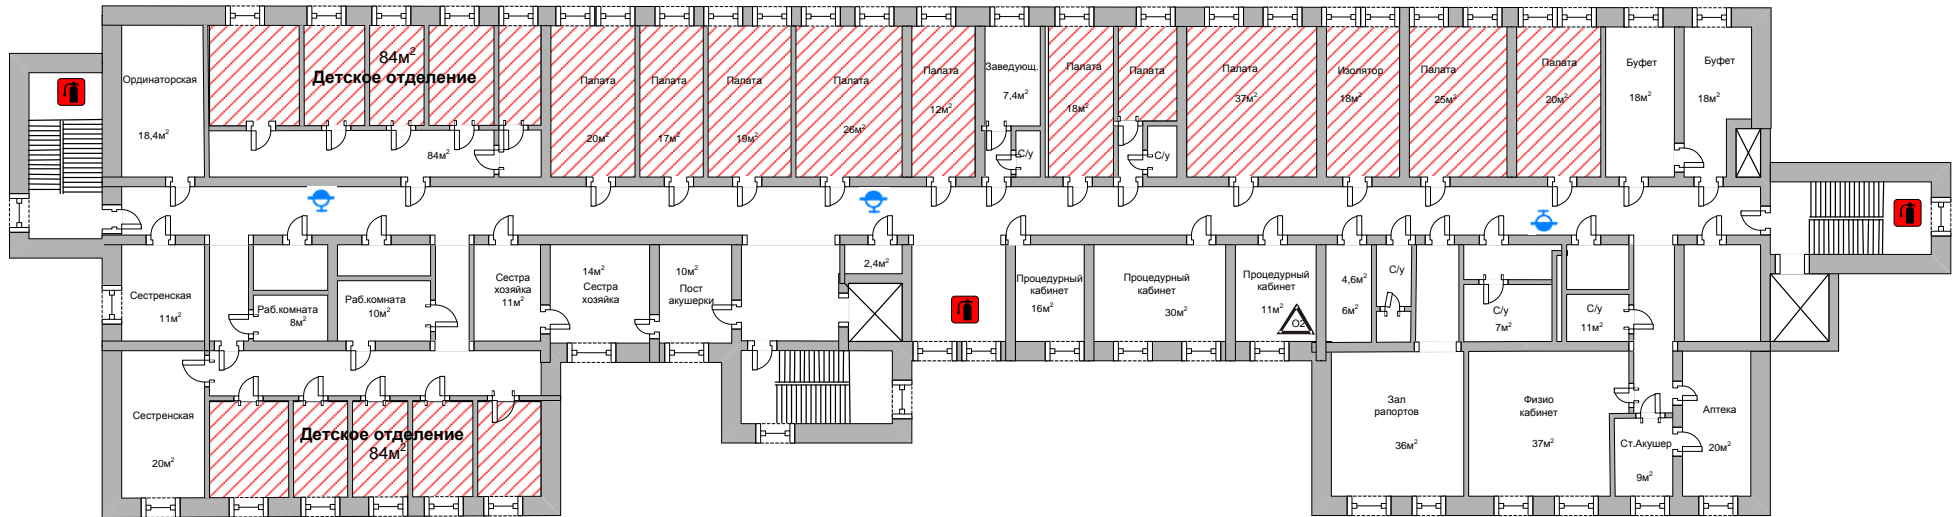 Ординаторская
18,4м²
84м²
Детское отделение
84м²
Палата
20м²
Палата
17м²
Палата
19м²
Палата
26м²
Палата
12м²
Заведующ.
7,4м²
С/у
Палата
18м²
Палата
С/у
Палата
37м²
Изолятор
18м²
Палата
25м²
Палата
20м²
Буфет
18м²
Буфет
18м²
Сестренская
11м²
Раб.комната
8м²
Раб.комната
10м²
Сестра
хозяйка
11м²
14м²
Сестра
хозяйка
10м²
Пост
акушерки
2,4м²
Процедурный
кабинет
16м²
Процедурный
кабинет
30м²
Процедурный
кабинет
11м²
О2
4,6м²
6м²
С/у
С/у
7м²
С/у
11м²
Сестренская
20м²
Детское отделение
84м²
Зал
рапортов
36м²
Физио
кабинет
37м²
Ст.Акушер
9м²
Аптека
20м²